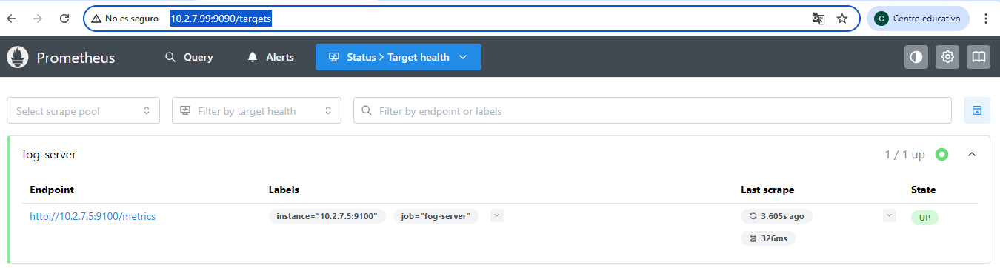 No es seguro 10.2.7.99:9090/targets C Centro educativo
Prometheus Query Alerts Status > Target health
Select scrape pool Filter by target health Filter by endpoint or labels
fog-server 1 / 1 up
Endpoint Labels Last scrape State
http://10.2.7.5:9100/metrics instance="10.2.7.5:9100" job="fog-server" 3.605s ago UP
326ms